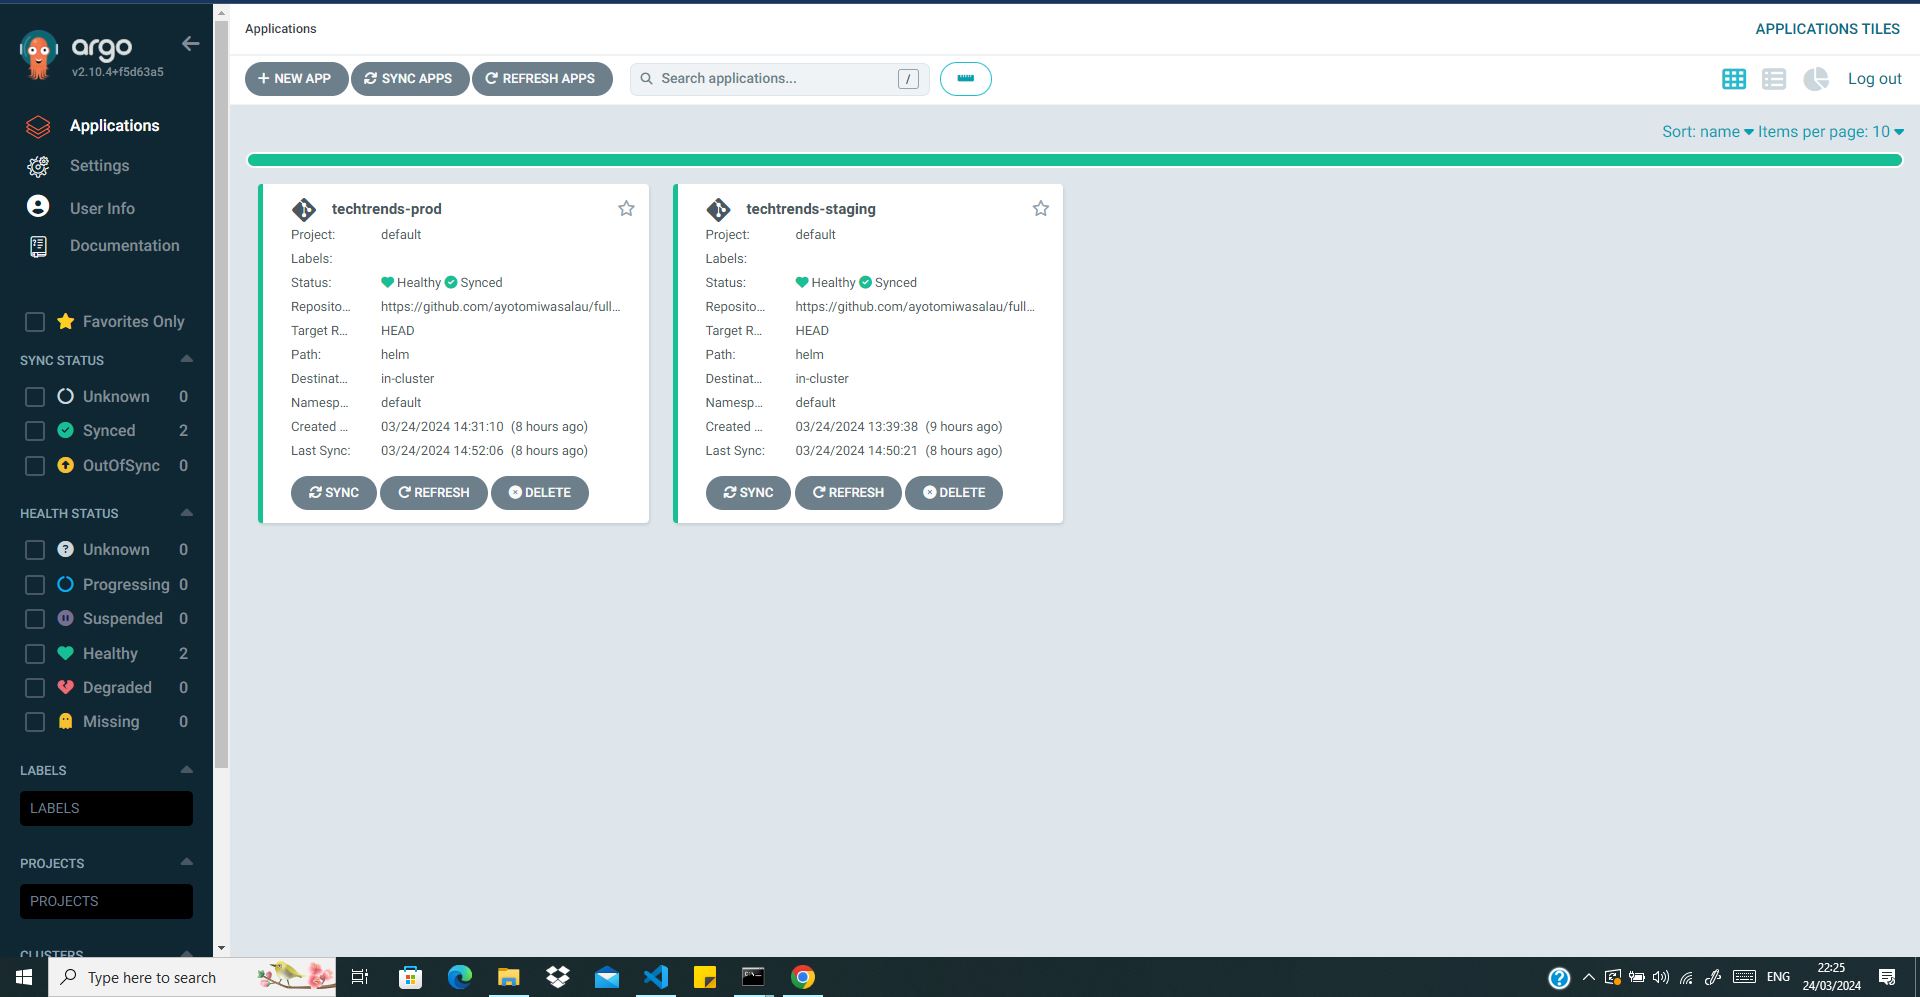 argo
v2.10.4+f5d63a5
Applications
Settings
User Info
Documentation
Favorites Only
SYNC STATUS
Unknown 0
Synced 2
OutOfSync 0
HEALTH STATUS
Unknown 0
Progressing 0
Suspended 0
Healthy 2
Degraded 0
Missing 0
LABELS
LABELS
PROJECTS
PROJECTS
CLUSTERS
Applications
APPLICATIONS TILES
NEW APP
SYNC APPS
REFRESH APPS
Search applications...
/
Log out
Sort: name Items per page: 10
techtrends-prod
Project: default
Labels:
Status: Healthy Synced
Reposito... https://github.com/ayotomiwasalau/full...
Target R... HEAD
Path: helm
Destinat... in-cluster
Namesp... default
Created ... 03/24/2024 14:31:10 (8 hours ago)
Last Sync: 03/24/2024 14:52:06 (8 hours ago)
SYNC REFRESH DELETE
techtrends-staging
Project: default
Labels:
Status: Healthy Synced
Reposito... https://github.com/ayotomiwasalau/full...
Target R... HEAD
Path: helm
Destinat... in-cluster
Namesp... default
Created ... 03/24/2024 13:39:38 (9 hours ago)
Last Sync: 03/24/2024 14:50:21 (8 hours ago)
SYNC REFRESH DELETE
Type here to search
ENG
22:25
24/03/2024